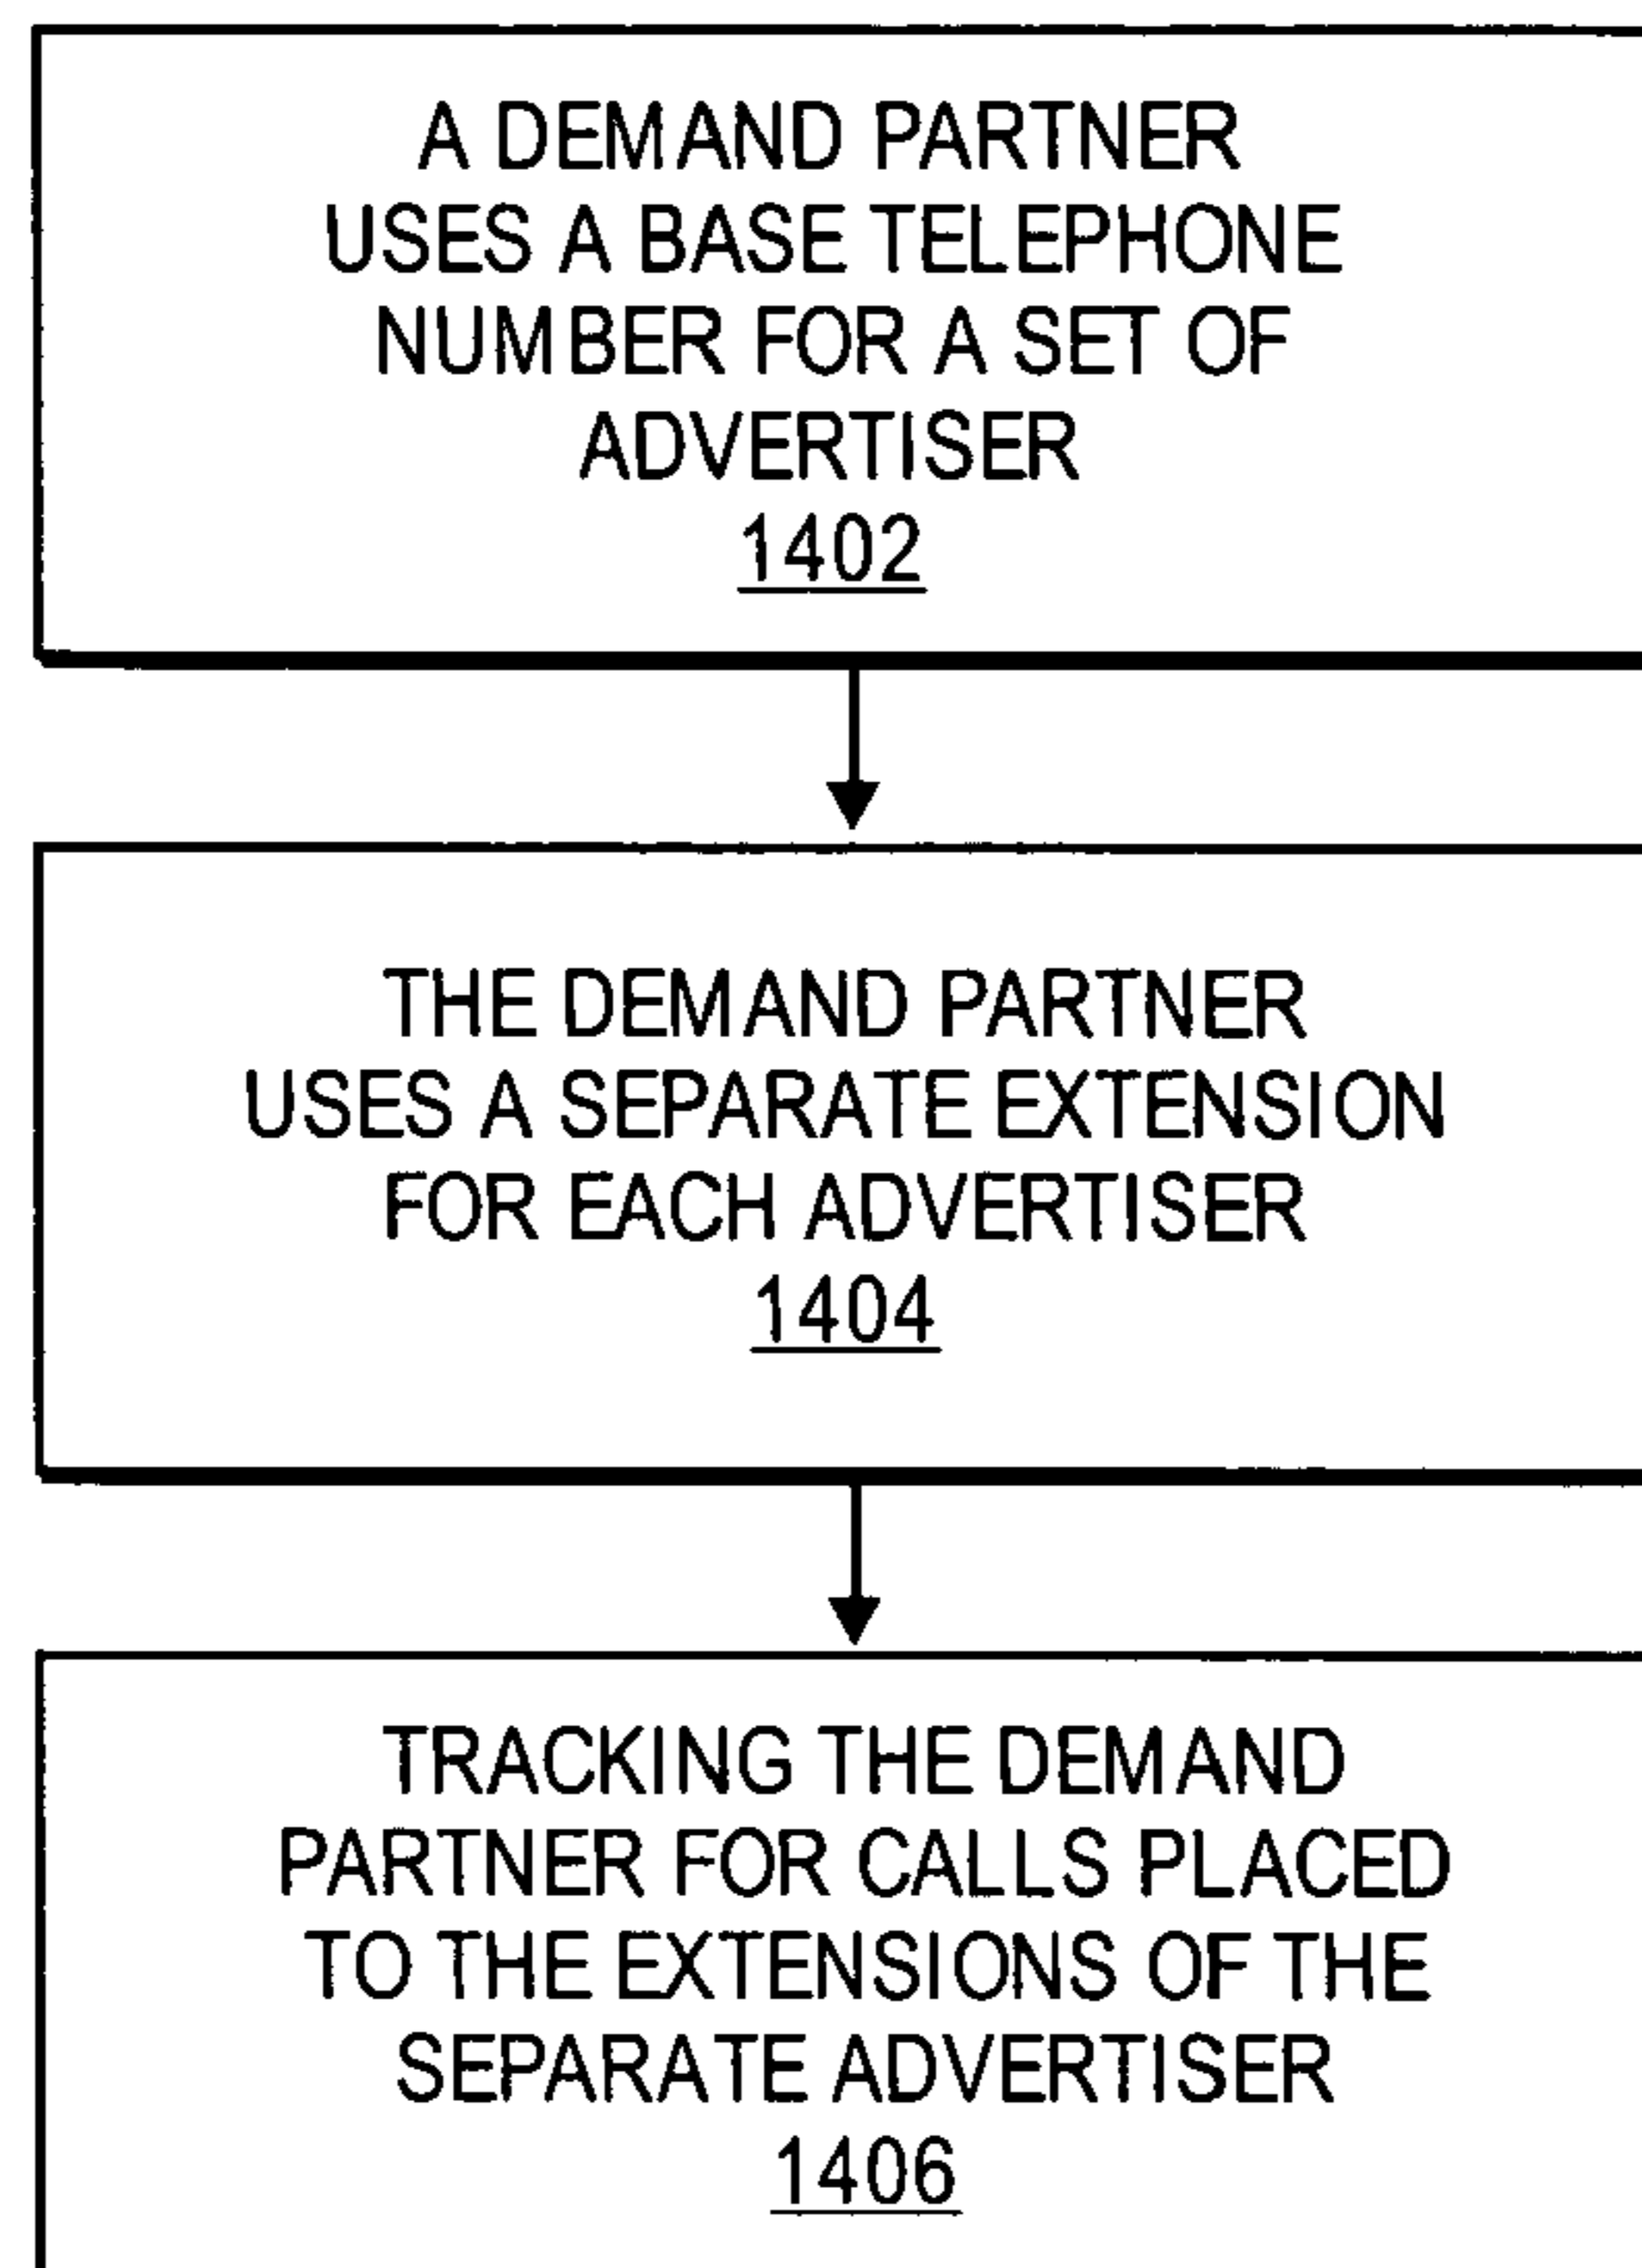 A DEMAND PARTNER
USES A BASE TELEPHONE
NUMBER FOR A SET OF
ADVERTISER
1402
THE DEMAND PARTNER
USES A SEPARATE EXTENSION
FOR EACH ADVERTISER
1404
TRACKING THE DEMAND
PARTNER FOR CALLS PLACED
TO THE EXTENSIONS OF THE
SEPARATE ADVERTISER
1406